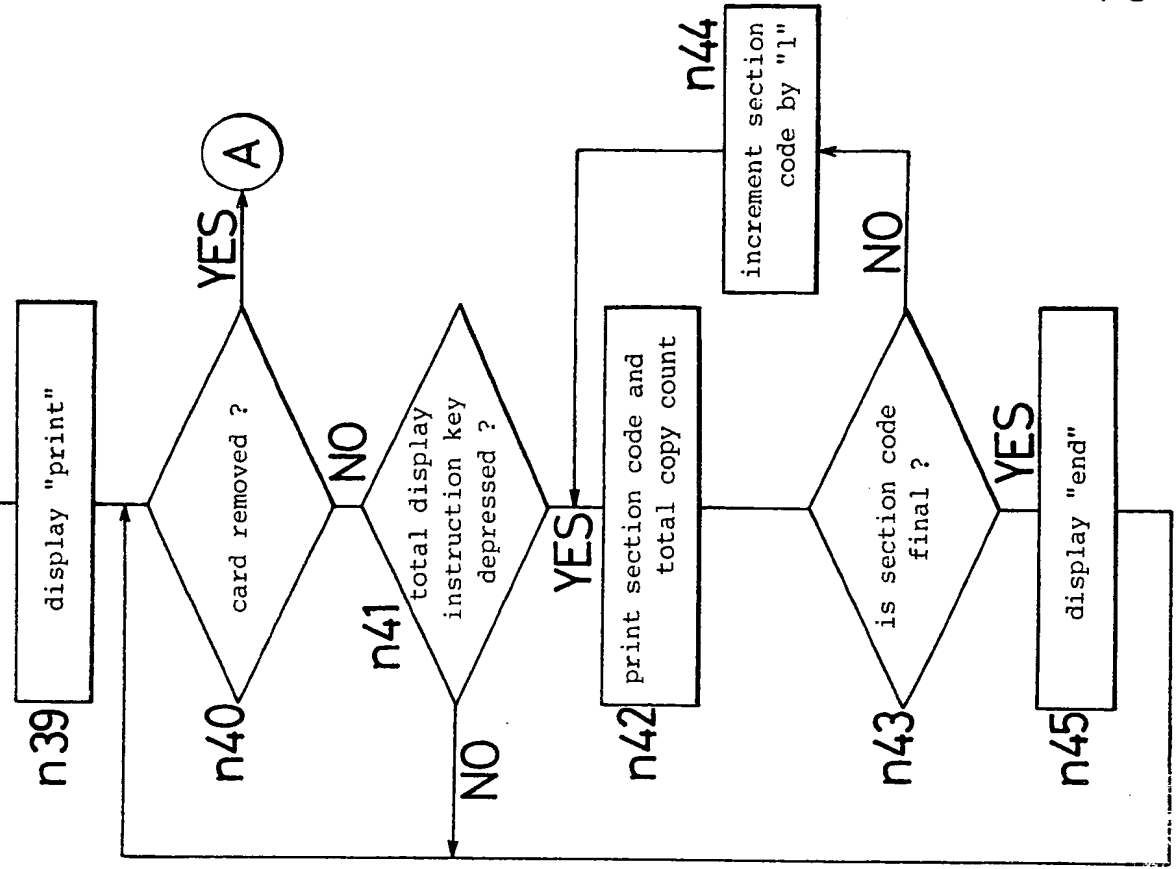 n39
display "print"
n40
card removed ?
YES
A
NO
n41
total display
instruction key
depressed ?
NO
YES
n42
print section code and
total copy count
n44
increment section
code by "1"
n43
is section code
final ?
NO
YES
n45
display "end"